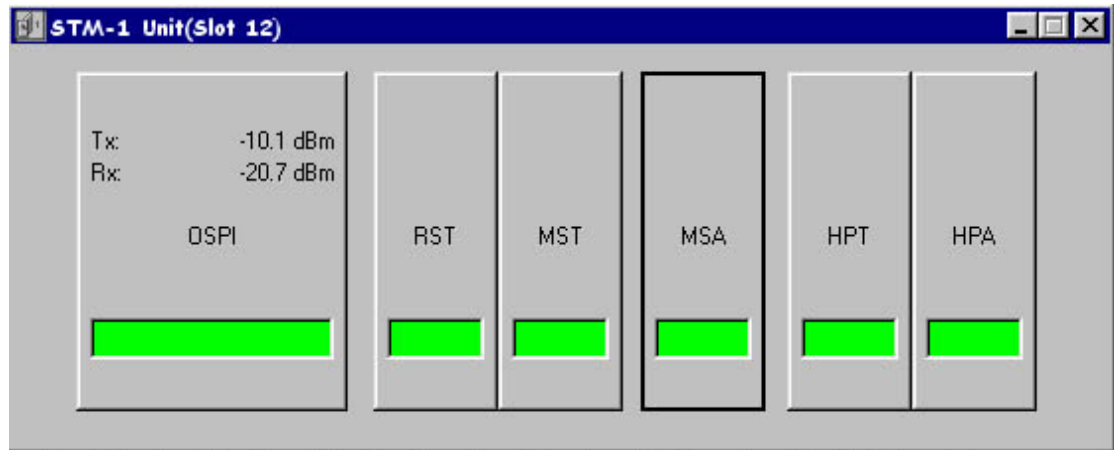 STM-1 Unit(Slot 12)
Tx: -10.1 dBm
Rx: -20.7 dBm
OSPI RST MST MSA HPT HPA